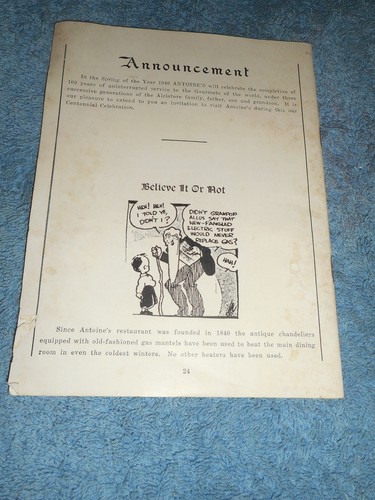 Announcement
In the Spring of the Year 1940 ANTOINE'S will celebrate the completion of
100 years of uninterrupted service to the Gourmets of the world, under three
successive generations of the Alciatore family, father, son and grandson. It is
our pleasure to extend to you an invitation to visit Antoine's during this our
Centennial Celebration.
Believe It Or Not
HEH! HEH!
I TOLD YE,
DIDN'T I?
DIDN'T GRANPOP
ALLUS SAY THAT
NEW-FANGLED
ELECTRIC STUFF
WOULD NEVER
REPLACE GAS?
HAH!
Since Antoine's restaurant was founded in 1840 the antique chandeliers
equipped with old-fashioned gas mantels have been used to heat the main dining
room in even the coldest winters. No other heaters have been used.
24